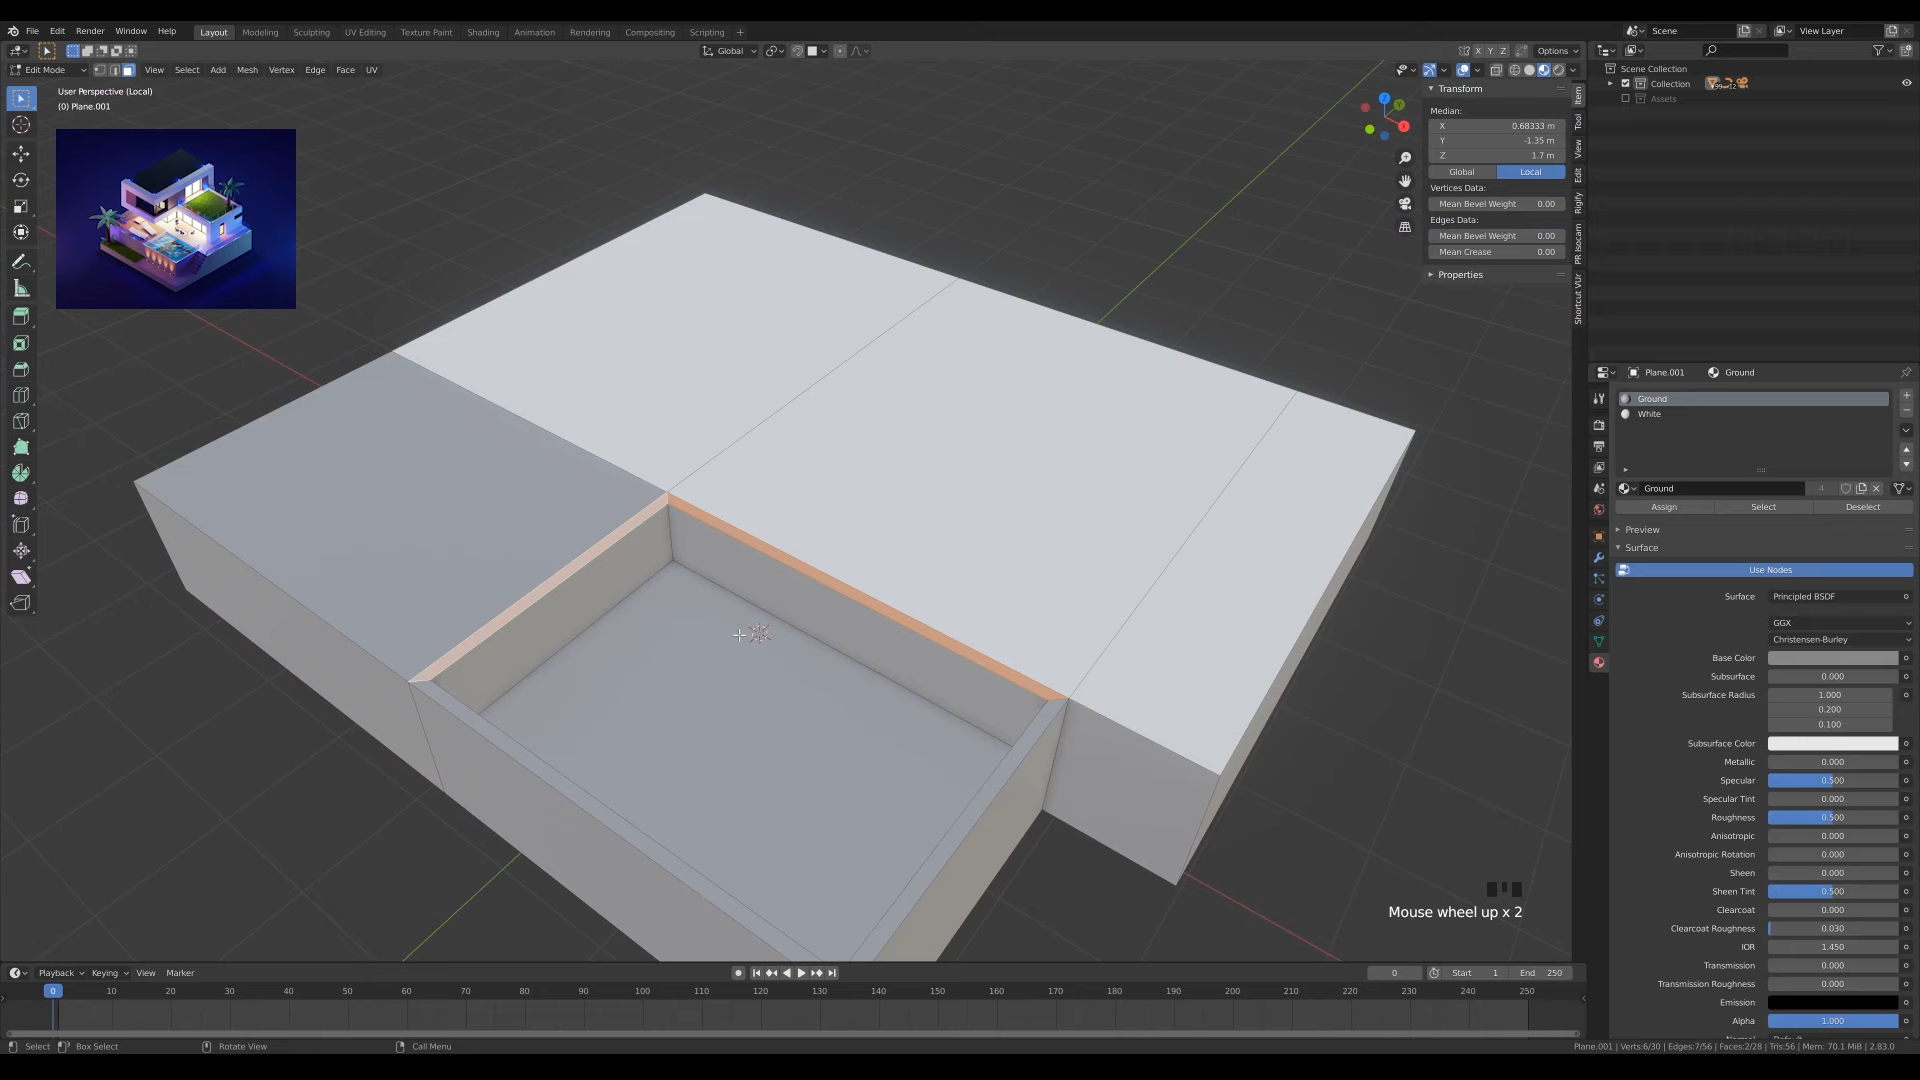 File Edit Render Window Help Layout Modeling Sculpting UV Editing Texture Paint Shading Animation Rendering Compositing Scripting + Scene View Layer
Global X Y Z Options
Edit Mode View Select Add Mesh Vertex Edge Face UV
User Perspective (Local)
(0) Plane.001
Transform
Median:
X 0.68333 m
Y -1.35 m
Z 1.7 m
Global Local
Vertices Data:
Mean Bevel Weight 0.00
Edges Data:
Mean Bevel Weight 0.00
Mean Crease 0.00
Properties
Item
Tool
View
Edit
Rigify
PR Isocam
Shortcut VUr
Z
X
Y
Scene Collection
Collection
Assets
Plane.001 Ground
Ground
White
Ground 4
Assign Select Deselect
Preview
Surface
Use Nodes
Surface Principled BSDF
GGX
Christensen-Burley
Base Color
Subsurface 0.000
Subsurface Radius 1.000
0.200
0.100
Subsurface Color
Metallic 0.000
Specular 0.500
Specular Tint 0.000
Roughness 0.500
Anisotropic 0.000
Anisotropic Rotation 0.000
Sheen 0.000
Sheen Tint 0.500
Clearcoat 0.000
Clearcoat Roughness 0.030
IOR 1.450
Transmission 0.000
Transmission Roughness 0.000
Emission
Alpha 1.000
Mouse wheel up x 2
Playback Keying View Marker 0 Start 1 End 250
0 10 20 30 40 50 60 70 80 90 100 110 120 130 140 150 160 170 180 190 200 210 220 230 240 250
Select Box Select Rotate View Call Menu Plane.001 | Verts:6/30 | Edges:7/56 | Faces:2/28 | Tris:56 | Mem: 70.1 MiB | 2.83.0